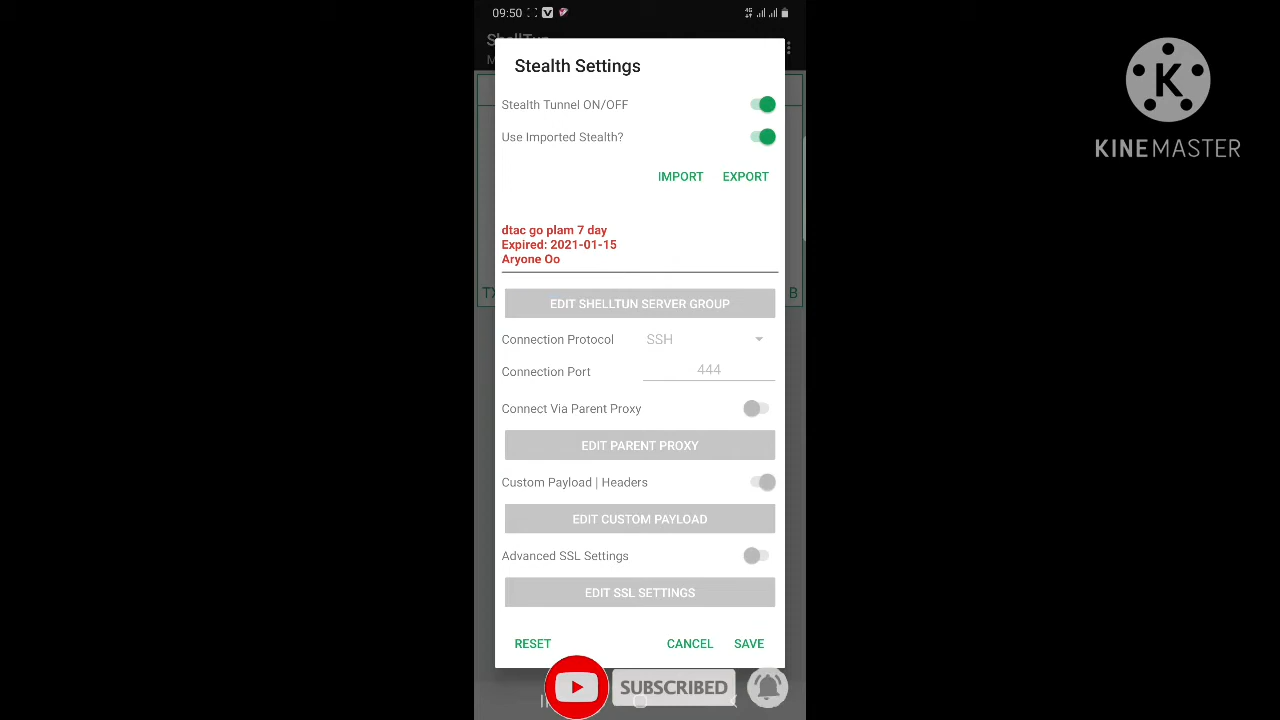 09:50
4G
ShellTun
Stealth Settings
Stealth Tunnel ON/OFF
Use Imported Stealth?
IMPORT EXPORT
dtac go plam 7 day
Expired: 2021-01-15
Aryone Oo
B
EDIT SHELLTUN SERVER GROUP
Connection Protocol SSH
Connection Port 444
Connect Via Parent Proxy
EDIT PARENT PROXY
Custom Payload | Headers
EDIT CUSTOM PAYLOAD
Advanced SSL Settings
EDIT SSL SETTINGS
RESET CANCEL SAVE
SUBSCRIBED
K
KINEMASTER